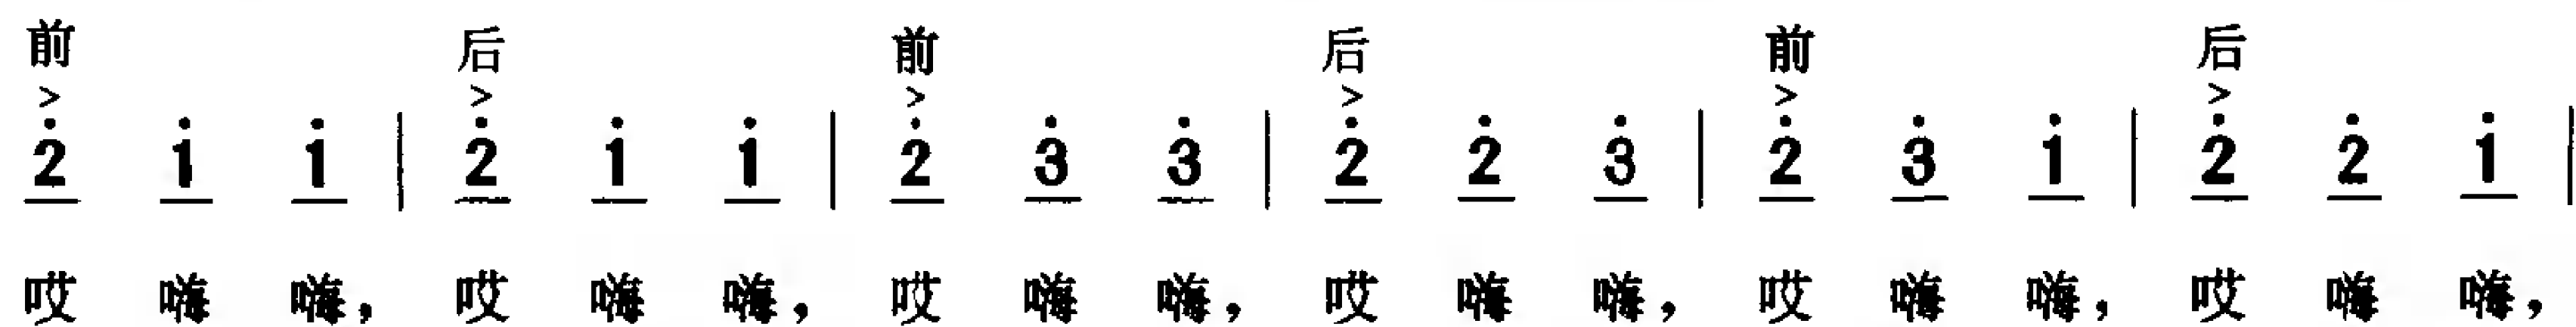 前 后 前 后 前 后
> > > > > >
2̇ 1̇ 1̇ | 2̇ 1̇ 1̇ | 2̇ 3̇ 3̇ | 2̇ 2̇ 3̇ | 2̇ 3̇ 1̇ | 2̇ 2̇ 1̇ |
哎 嗨 嗨, 哎 嗨 嗨, 哎 嗨 嗨, 哎 嗨 嗨, 哎 嗨 嗨, 哎 嗨 嗨,